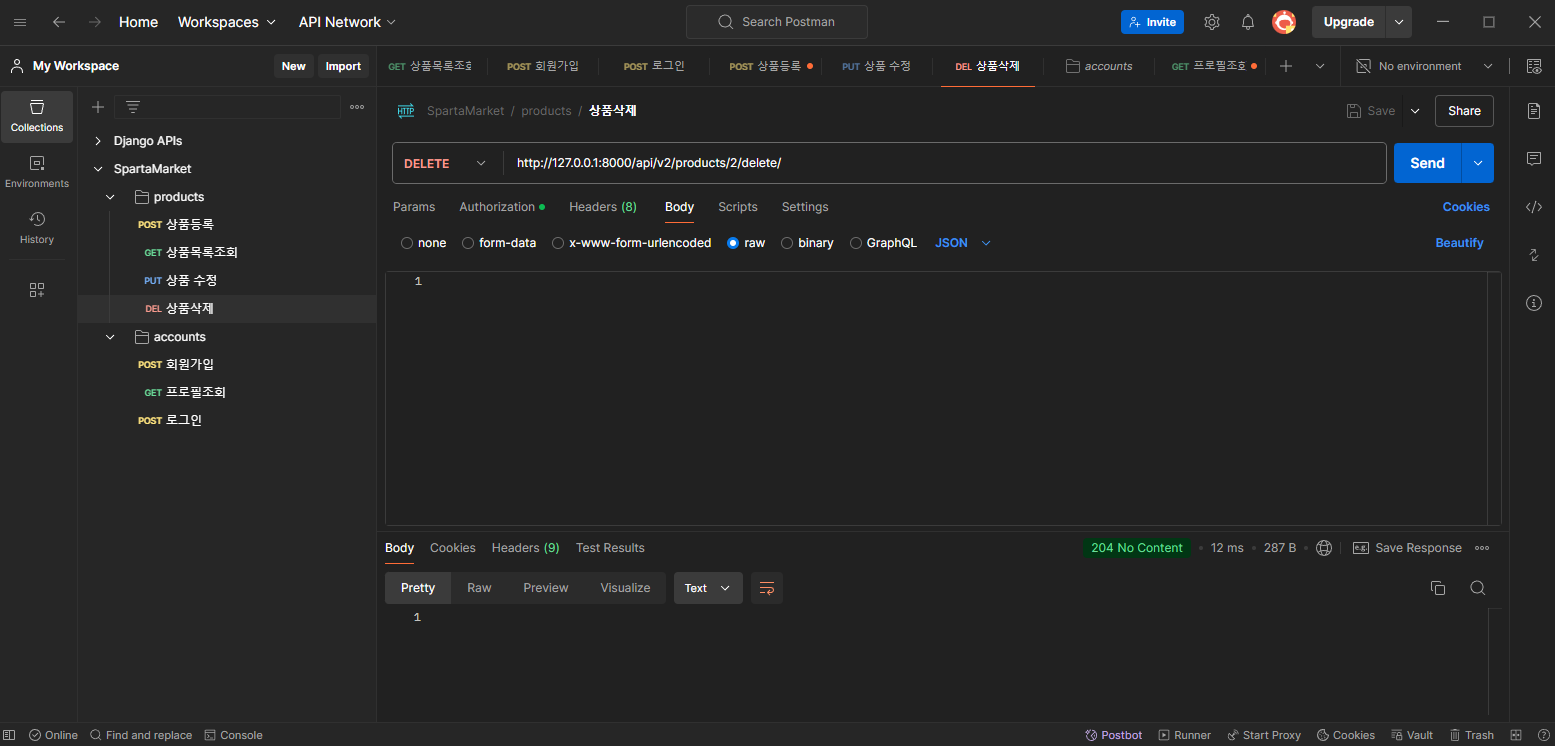 Home Workspaces API Network Search Postman Invite Upgrade
My Workspace New Import
GET 상품목록조회 POST 회원가입 POST 로그인 POST 상품등록 PUT 상품 수정 DEL 상품삭제 accounts GET 프로필조회 No environment
Collections
Environments
History
Django APIs
SpartaMarket
products
POST 상품등록
GET 상품목록조회
PUT 상품 수정
DEL 상품삭제
accounts
POST 회원가입
GET 프로필조회
POST 로그인
HTTP SpartaMarket / products / 상품삭제 Save Share
DELETE http://127.0.0.1:8000/api/v2/products/2/delete/ Send
Params Authorization Headers (8) Body Scripts Settings Cookies
none form-data x-www-form-urlencoded raw binary GraphQL JSON Beautify
1
Body Cookies Headers (9) Test Results 204 No Content 12 ms 287 B e.g. Save Response
Pretty Raw Preview Visualize Text
1
Online Find and replace Console Postbot Runner Start Proxy Cookies Vault Trash